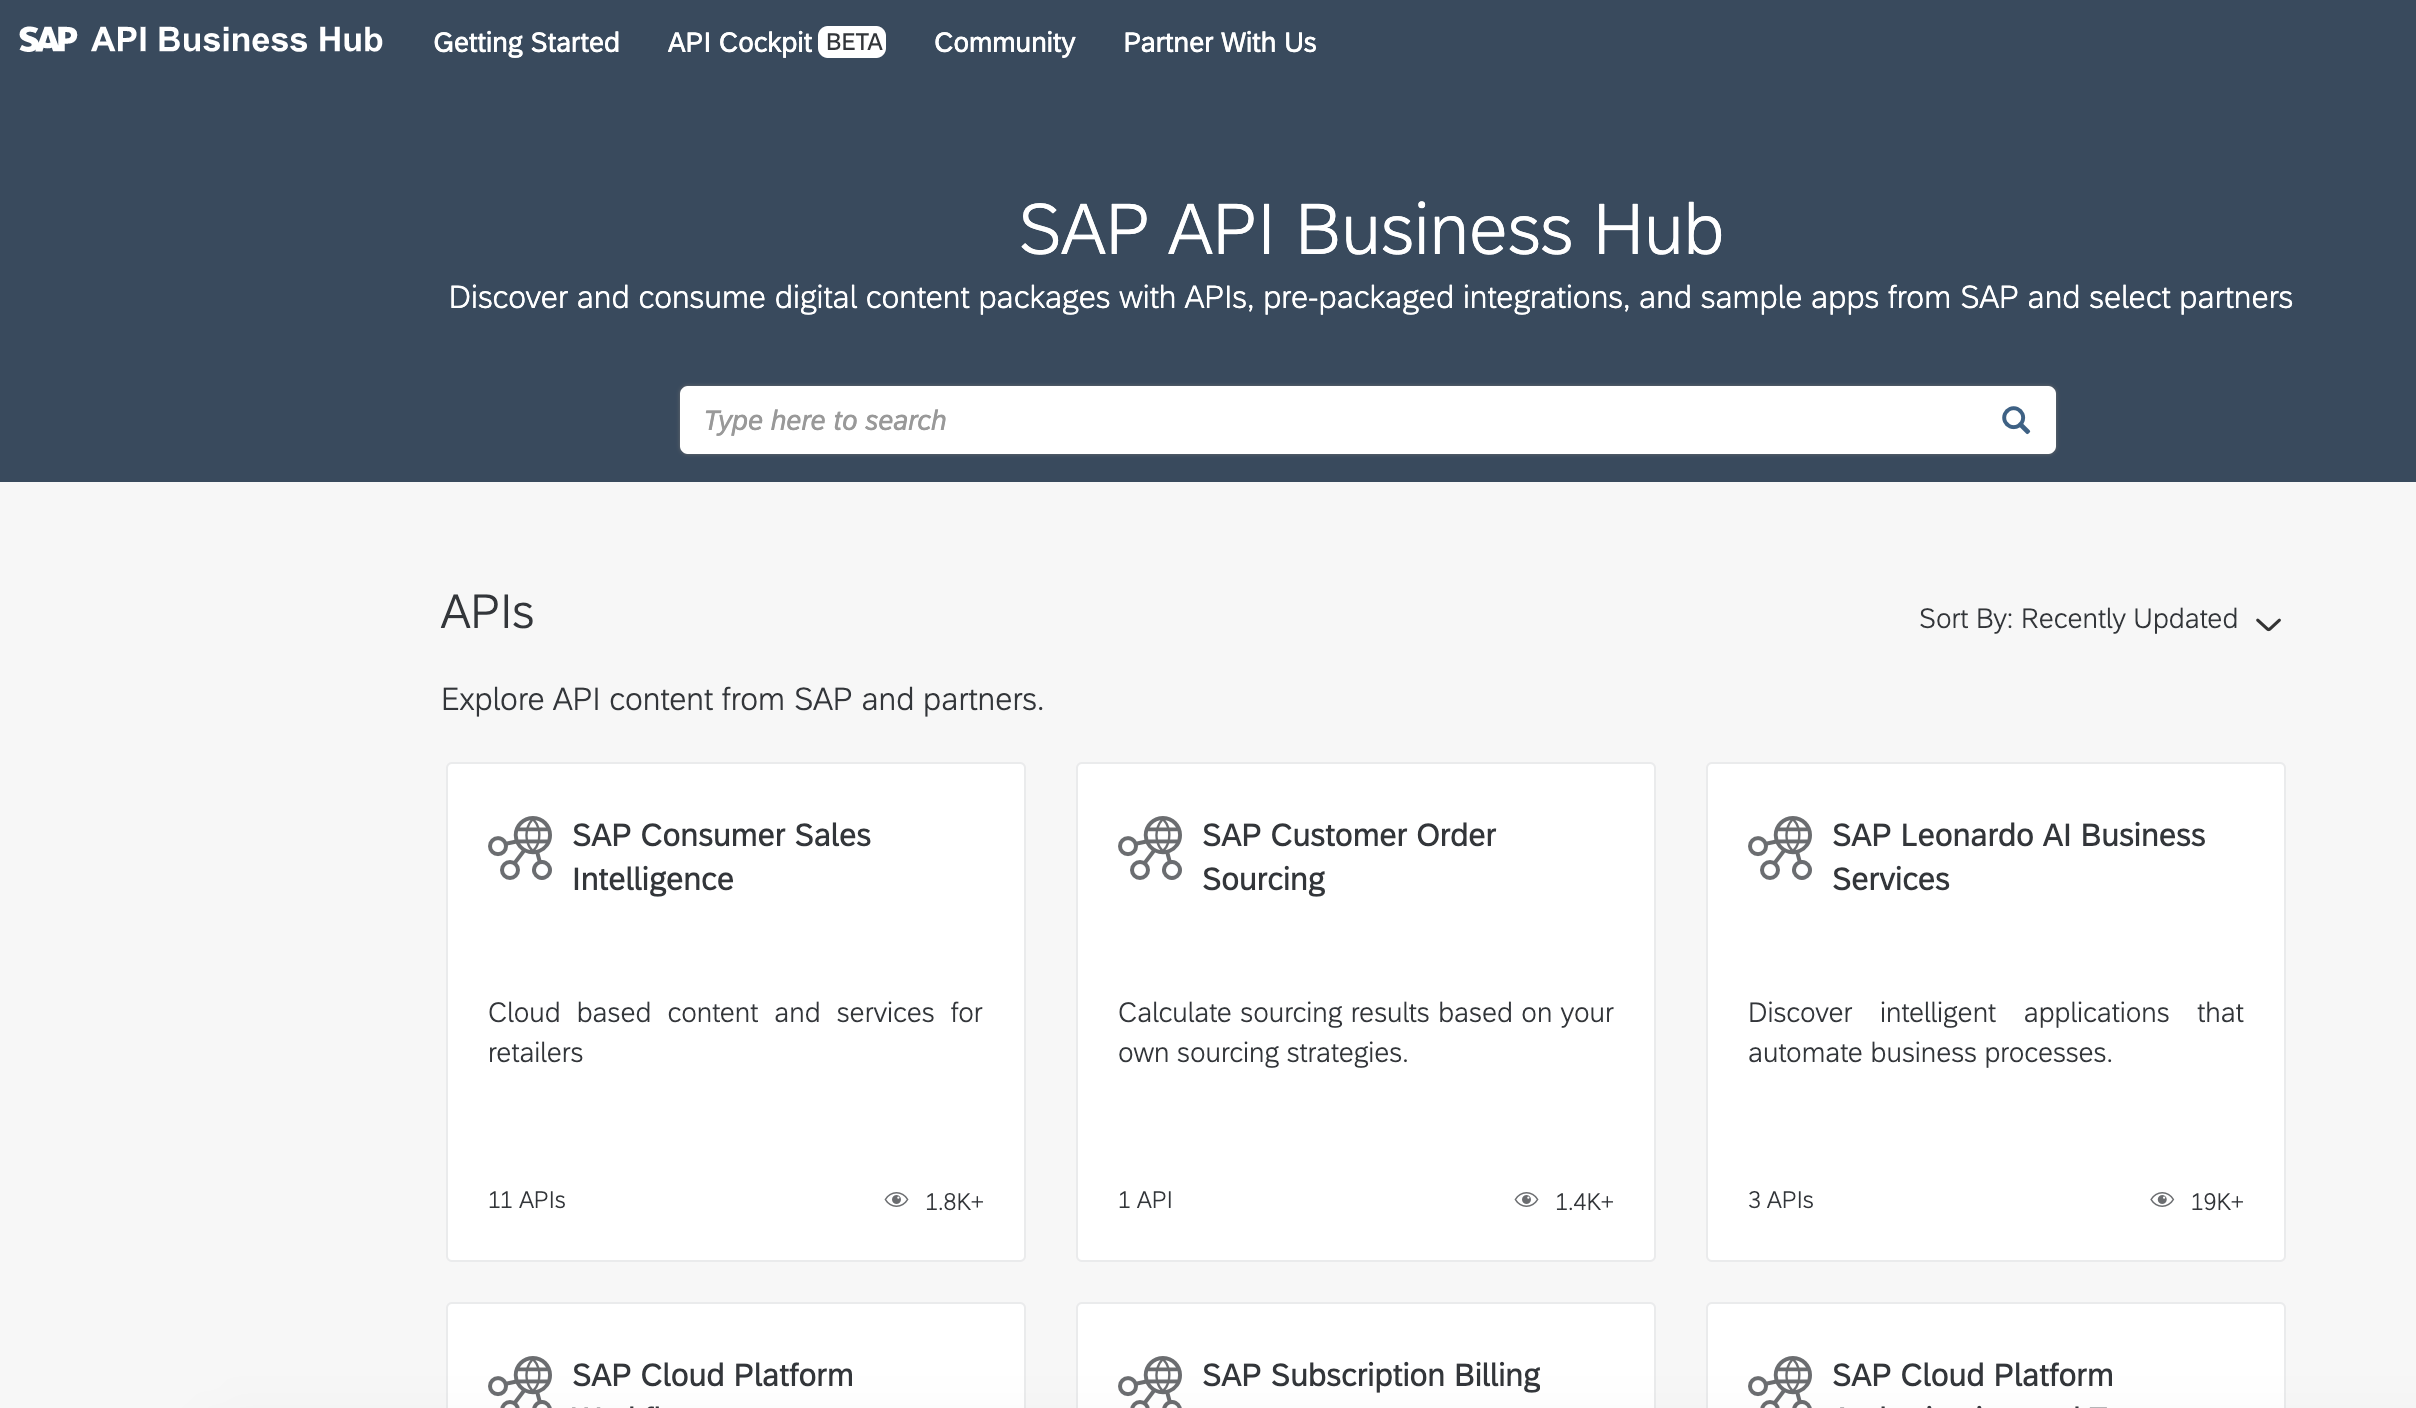 SAP API Business Hub Getting Started API Cockpit BETA Community Partner With Us
SAP API Business Hub
Discover and consume digital content packages with APIs, pre-packaged integrations, and sample apps from SAP and select partners
Type here to search
APIs
Sort By: Recently Updated
Explore API content from SAP and partners.
SAP Consumer Sales
Intelligence
Cloud based content and services for
retailers
11 APIs 1.8K+
SAP Customer Order
Sourcing
Calculate sourcing results based on your
own sourcing strategies.
1 API 1.4K+
SAP Leonardo AI Business
Services
Discover intelligent applications that
automate business processes.
3 APIs 19K+
SAP Cloud Platform
SAP Subscription Billing
SAP Cloud Platform